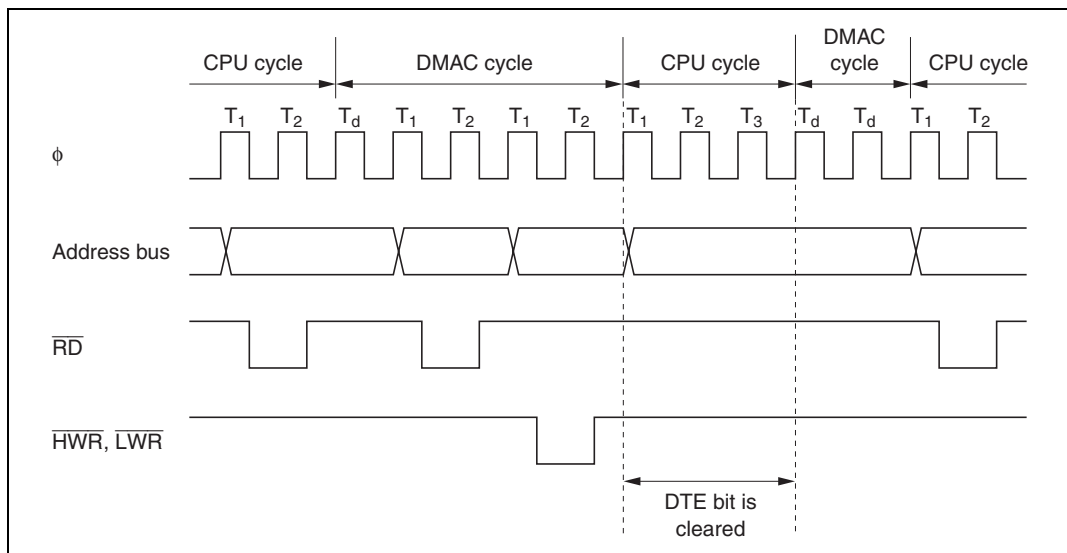 CPU cycle DMAC cycle CPU cycle DMAC cycle CPU cycle
T1 T2 Td T1 T2 T1 T2 T1 T2 T3 Td Td T1 T2
ϕ
Address bus
RD
HWR, LWR
DTE bit is
cleared